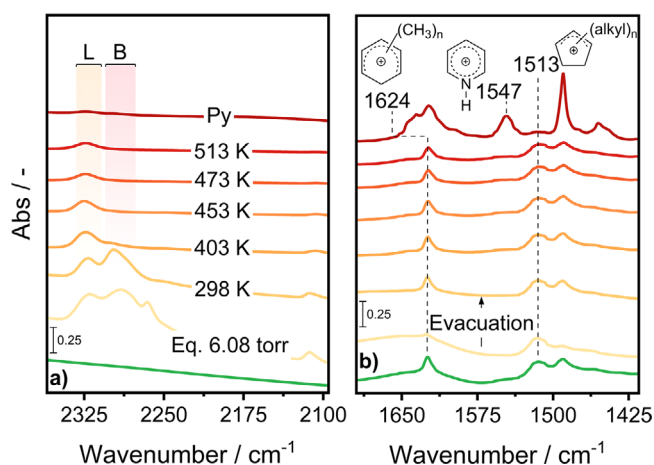 L B
Py
513 K
473 K
453 K
403 K
298 K
Eq. 6.08 torr
0.25
a)
2325 2250 2175 2100
Wavenumber / cm-1
Abs / -
(CH3)n
N
H
(alkyl)n
1624
1547
1513
0.25
Evacuation
b)
1650 1575 1500 1425
Wavenumber / cm-1